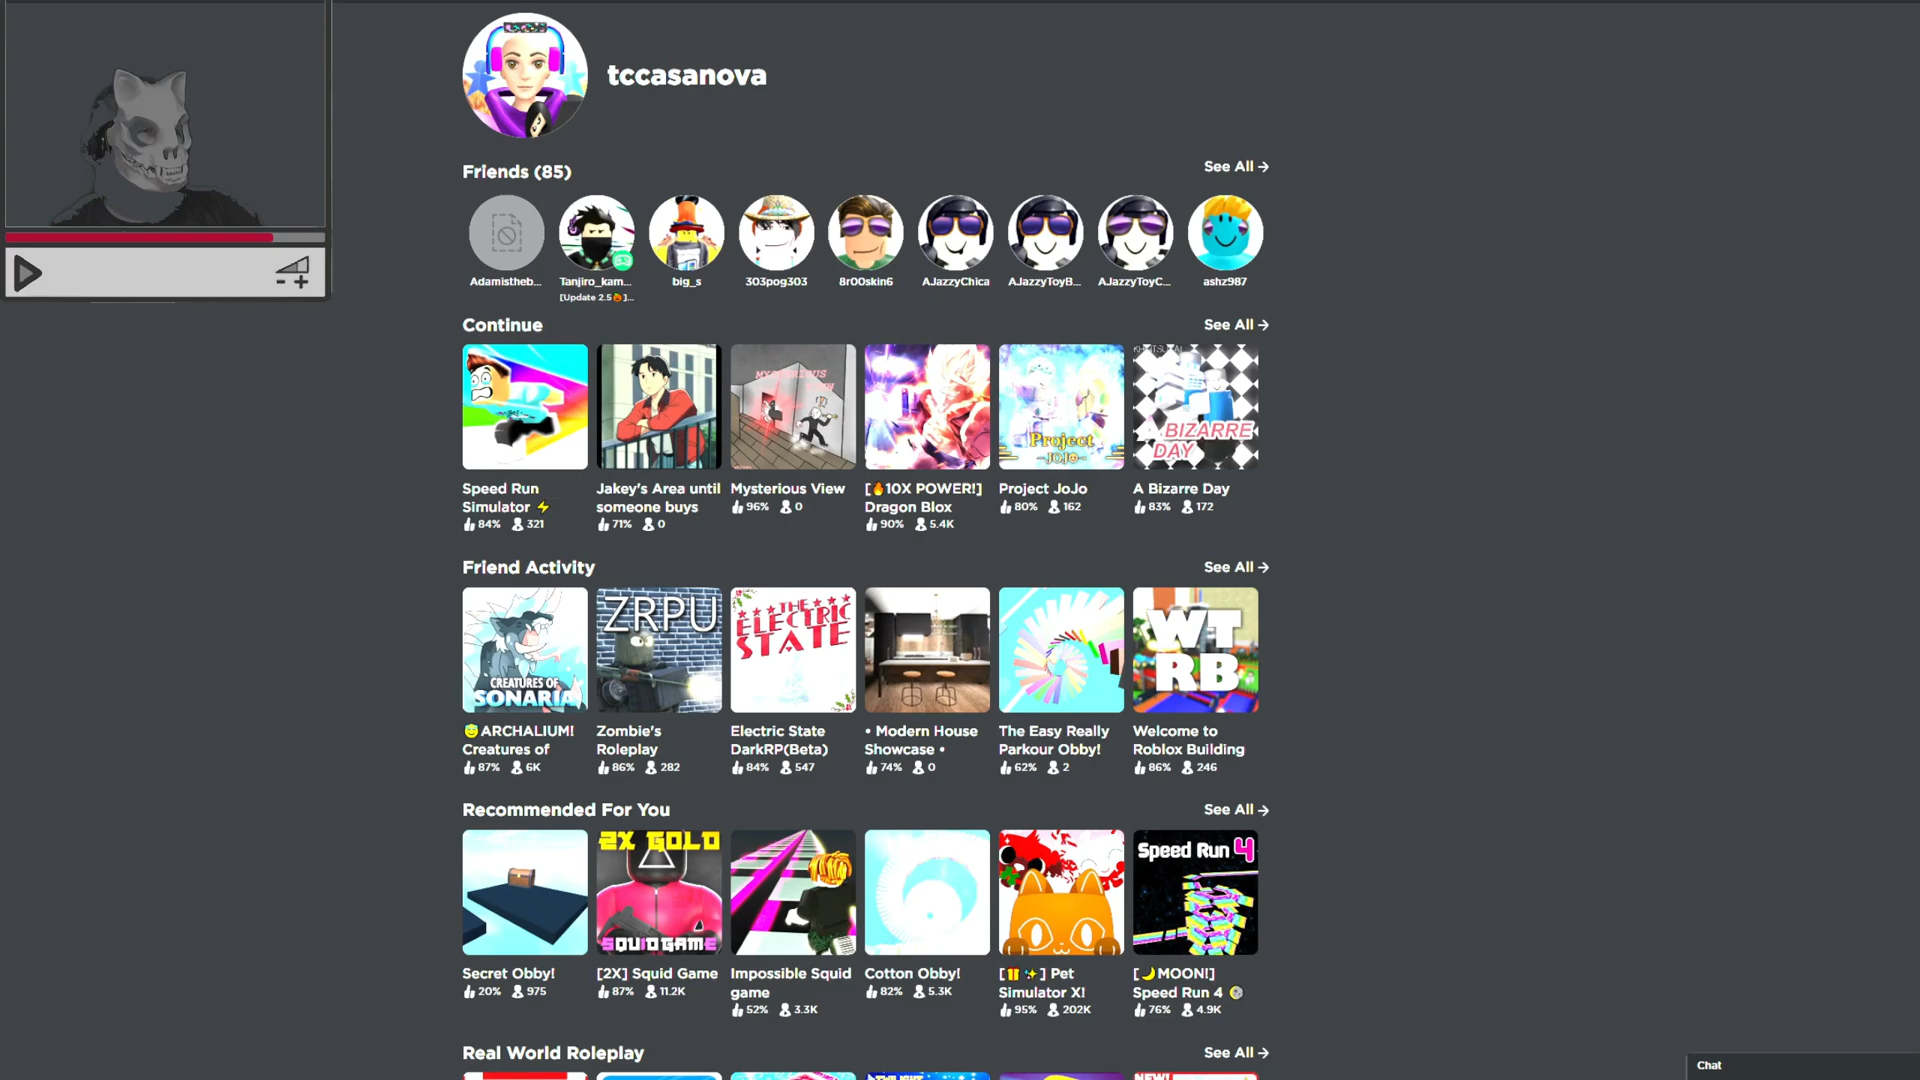 tccasanova
Friends (85)
See All →
Adamistheb...
Tanjiro_kam...
[Update 2.5🔥]...
big_s
303pog303
8r00skin6
AJazzyChica
AJazzyToyB...
AJazzyToyC...
ashz987
Continue
See All →
MYSTERIOUS
Project
JOJO
A BIZARRE
DAY
Speed Run
Simulator ⚡
84% 321
Jakey's Area until
someone buys
71% 0
Mysterious View
96% 0
[🔥10X POWER!]
Dragon Blox
90% 5.4K
Project JoJo
80% 162
A Bizarre Day
83% 172
Friend Activity
See All →
CREATURES OF
SONARIA
ZRPU
THE
ELECTRIC
STATE
WT
RB
😇ARCHALIUM!
Creatures of
87% 6K
Zombie's
Roleplay
86% 282
Electric State
DarkRP(Beta)
84% 547
• Modern House
Showcase •
74% 0
The Easy Really
Parkour Obby!
62% 2
Welcome to
Roblox Building
86% 246
Recommended For You
See All →
2X GOLD
SQUID GAME
Speed Run 4
Secret Obby!
20% 975
[2X] Squid Game
87% 11.2K
Impossible Squid
game
52% 3.3K
Cotton Obby!
82% 5.3K
[🎁✨] Pet
Simulator X!
95% 202K
[🌙MOON!]
Speed Run 4 🌕
76% 4.9K
Real World Roleplay
See All →
Chat